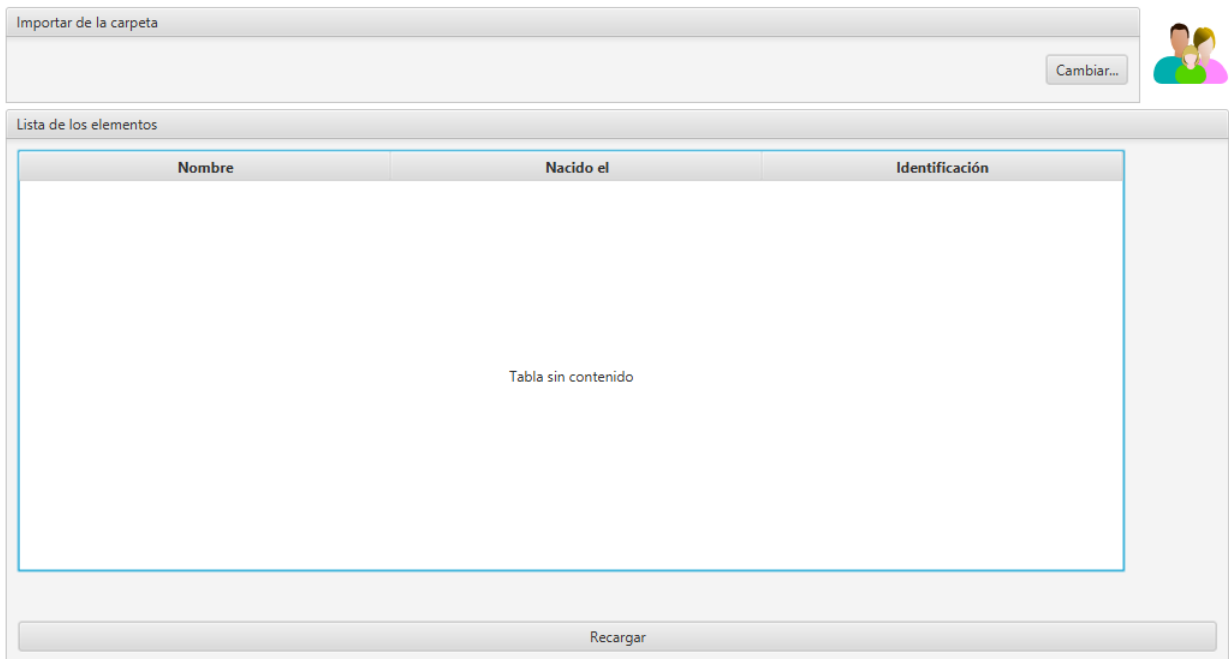 Importar de la carpeta
Cambiar...
Lista de los elementos
Nombre Nacido el Identificación
Tabla sin contenido
Recargar